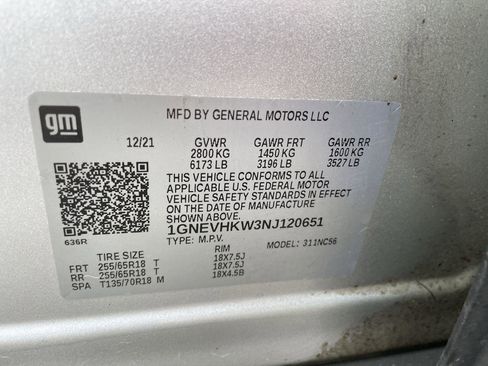 gm
MFD BY GENERAL MOTORS LLC
12/21 GVWR GAWR FRT GAWR RR
2800 KG 1450 KG 1600 KG
6173 LB 3196 LB 3527 LB
THIS VEHICLE CONFORMS TO ALL
APPLICABLE U.S. FEDERAL MOTOR
VEHICLE SAFETY STANDARDS IN EFFECT
ON THE DATE OF MANUFACTURE
SHOWN ABOVE.
636R 1GNEVHKW3NJ120651
TYPE: M.P.V. MODEL: 311NC56
TIRE SIZE RIM
FRT 255/65R18 T 18X7.5J
RR 255/65R18 T 18X7.5J
SPA T135/70R18 M 18X4.5B